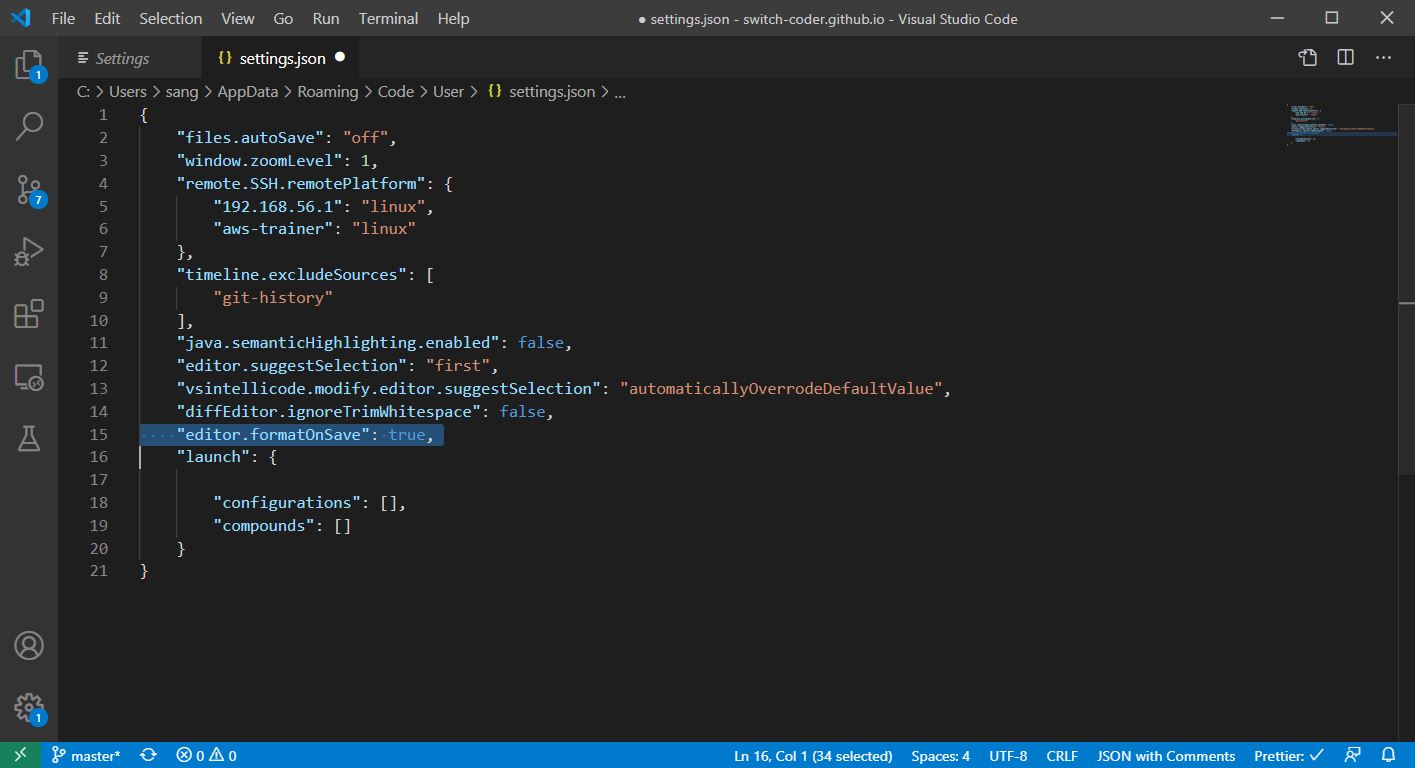 File Edit Selection View Go Run Terminal Help ● settings.json - switch-coder.github.io - Visual Studio Code
Settings {} settings.json ●
C: > Users > sang > AppData > Roaming > Code > User > {} settings.json > ...
1 {
2 "files.autoSave": "off",
3 "window.zoomLevel": 1,
4 "remote.SSH.remotePlatform": {
5 "192.168.56.1": "linux",
6 "aws-trainer": "linux"
7 },
8 "timeline.excludeSources": [
9 "git-history"
10 ],
11 "java.semanticHighlighting.enabled": false,
12 "editor.suggestSelection": "first",
13 "vsintellicode.modify.editor.suggestSelection": "automaticallyOverrodeDefaultValue",
14 "diffEditor.ignoreTrimWhitespace": false,
15 "editor.formatOnSave": true,
16 "launch": {
17
18 "configurations": [],
19 "compounds": []
20 }
21 }
1
7
1
master* 0 0 Ln 16, Col 1 (34 selected) Spaces: 4 UTF-8 CRLF JSON with Comments Prettier: ✓